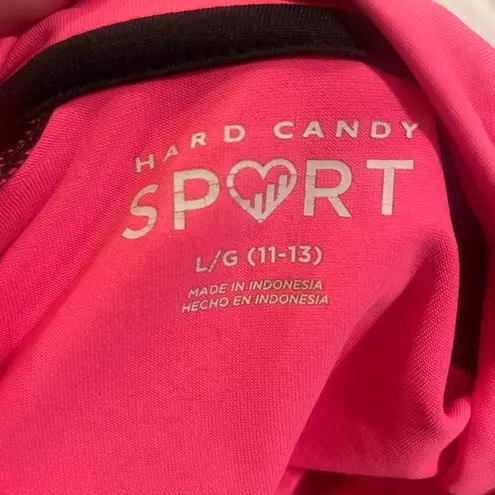 HARD CANDY
SPORT
L/G (11-13)
MADE IN INDONESIA
HECHO EN INDONESIA